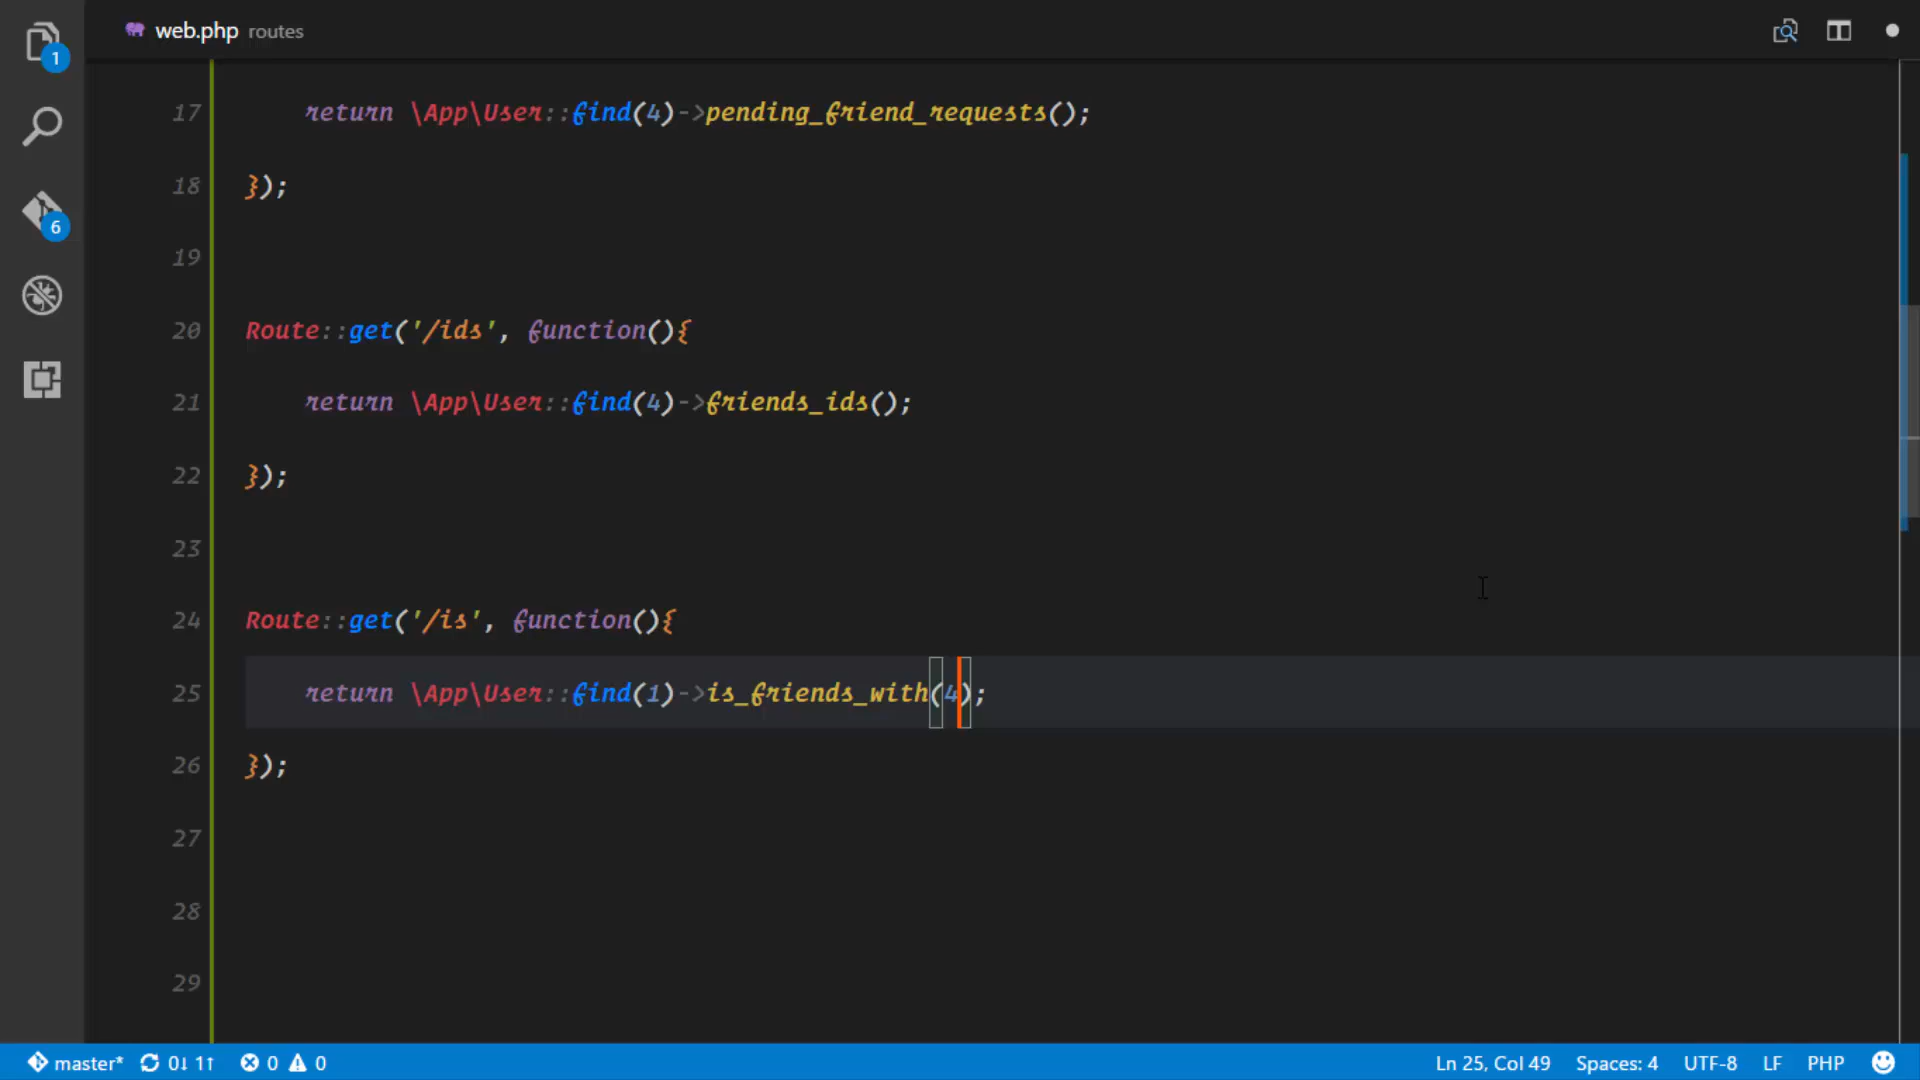 web.php routes
1
6
17 return \App\User::find(4)->pending_friend_requests();
18 });
19
20 Route::get('/ids', function(){
21 return \App\User::find(4)->friends_ids();
22 });
23
24 Route::get('/is', function(){
25 return \App\User::find(1)->is_friends_with(4);
26 });
27
28
29
master* 0↓ 1↑ 0 0 Ln 25, Col 49 Spaces: 4 UTF-8 LF PHP